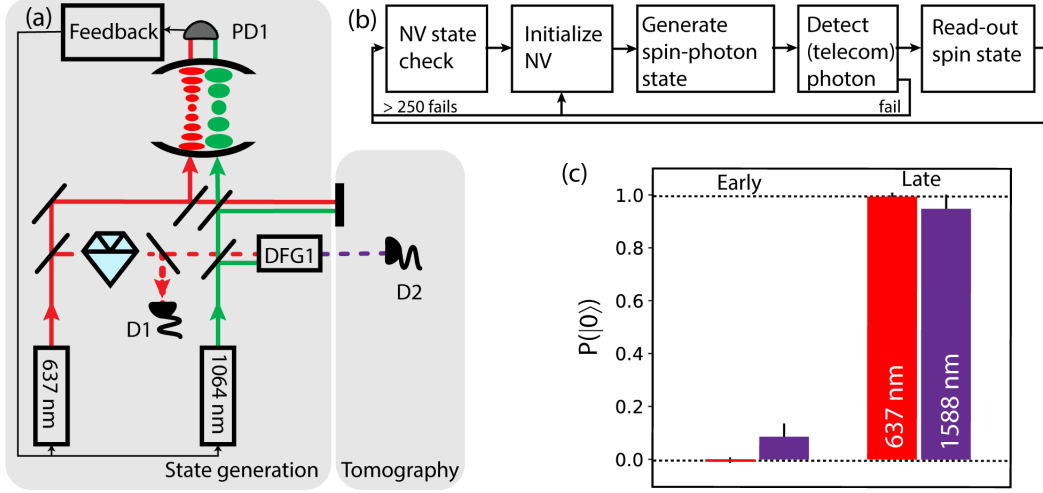 (a)
Feedback
PD1
DFG1
D2
D1
637 nm
1064 nm
State generation
Tomography
(b)
NV state
check
Initialize
NV
Generate
spin-photon
state
Detect
(telecom)
photon
Read-out
spin state
> 250 fails
fail
(c)
Early
Late
P(|0⟩)
1.0
0.8
0.6
0.4
0.2
0.0
637 nm
1588 nm